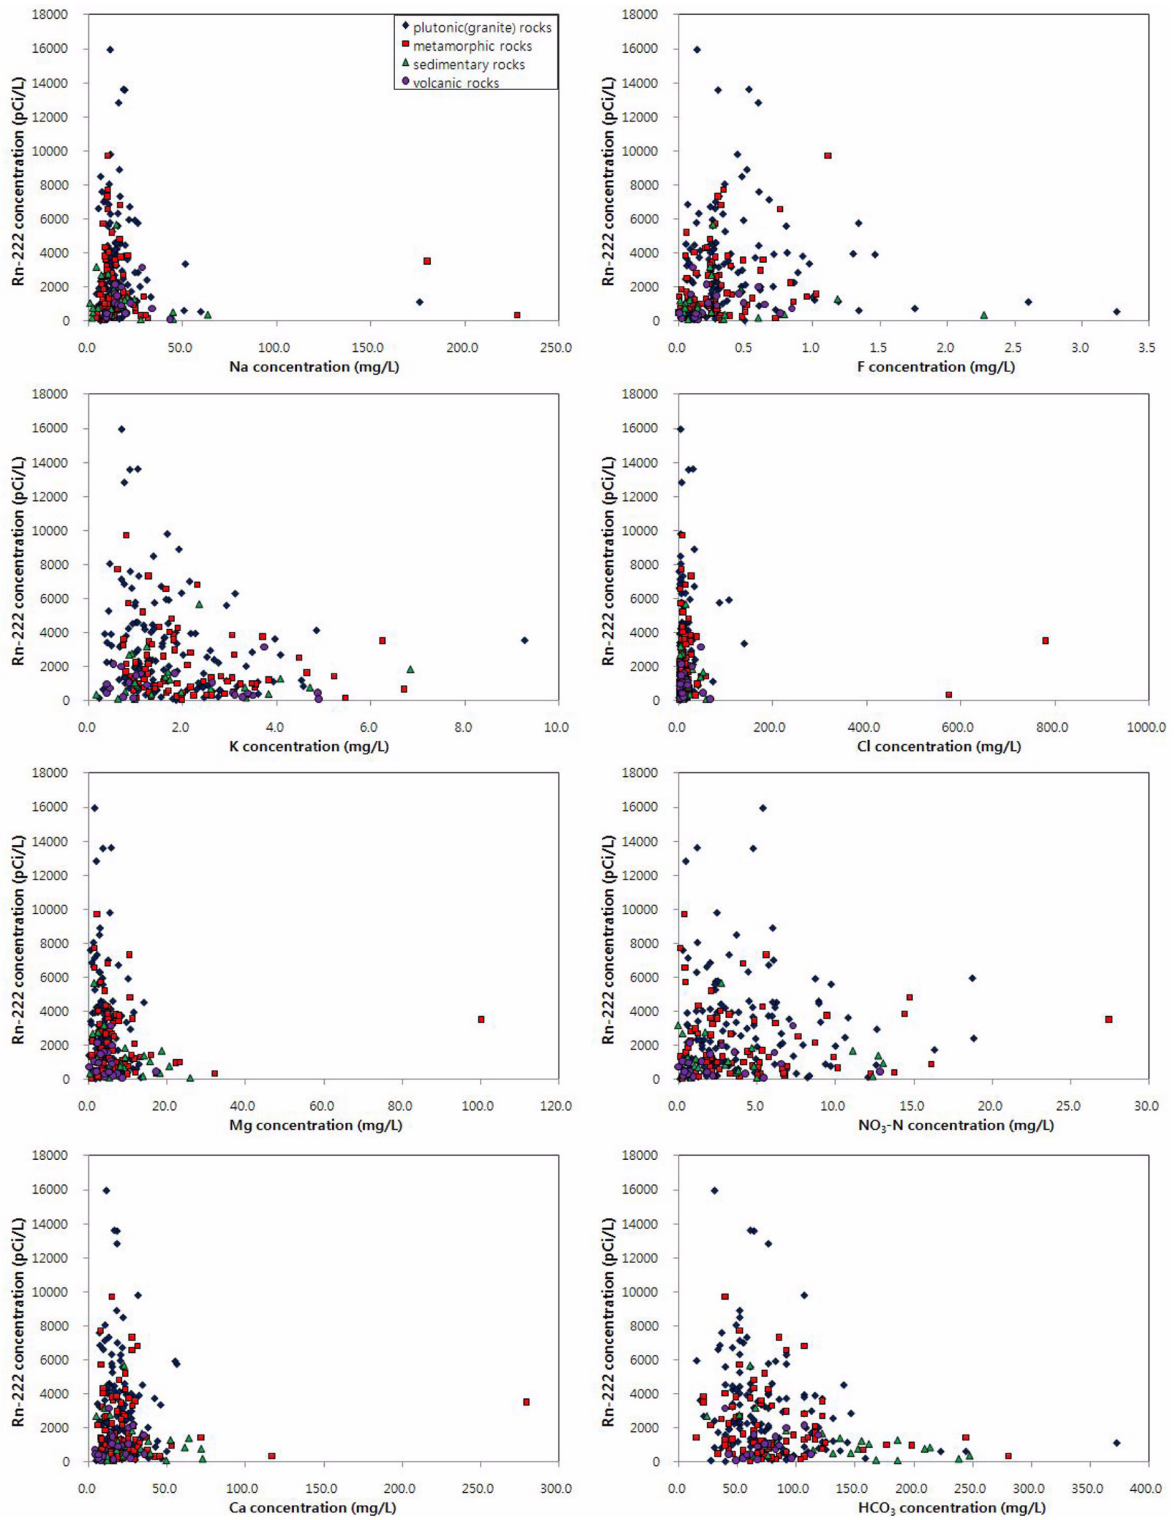 18000
16000
14000
12000
10000
8000
6000
4000
2000
0
Rn-222 concentration (pCi/L)
plutonic(granite) rocks
metamorphic rocks
sedimentary rocks
volcanic rocks
0.0 50.0 100.0 150.0 200.0 250.0
Na concentration (mg/L)
18000
16000
14000
12000
10000
8000
6000
4000
2000
0
Rn-222 concentration (pCi/L)
0.0 0.5 1.0 1.5 2.0 2.5 3.0 3.5
F concentration (mg/L)
18000
16000
14000
12000
10000
8000
6000
4000
2000
0
Rn-222 concentration (pCi/L)
0.0 2.0 4.0 6.0 8.0 10.0
K concentration (mg/L)
18000
16000
14000
12000
10000
8000
6000
4000
2000
0
Rn-222 concentration (pCi/L)
0.0 200.0 400.0 600.0 800.0 1000.0
Cl concentration (mg/L)
18000
16000
14000
12000
10000
8000
6000
4000
2000
0
Rn-222 concentration (pCi/L)
0.0 20.0 40.0 60.0 80.0 100.0 120.0
Mg concentration (mg/L)
18000
16000
14000
12000
10000
8000
6000
4000
2000
0
Rn-222 concentration (pCi/L)
0.0 5.0 10.0 15.0 20.0 25.0 30.0
NO₃-N concentration (mg/L)
18000
16000
14000
12000
10000
8000
6000
4000
2000
0
Rn-222 concentration (pCi/L)
0.0 50.0 100.0 150.0 200.0 250.0 300.0
Ca concentration (mg/L)
18000
16000
14000
12000
10000
8000
6000
4000
2000
0
Rn-222 concentration (pCi/L)
0.0 50.0 100.0 150.0 200.0 250.0 300.0 350.0 400.0
HCO₃ concentration (mg/L)